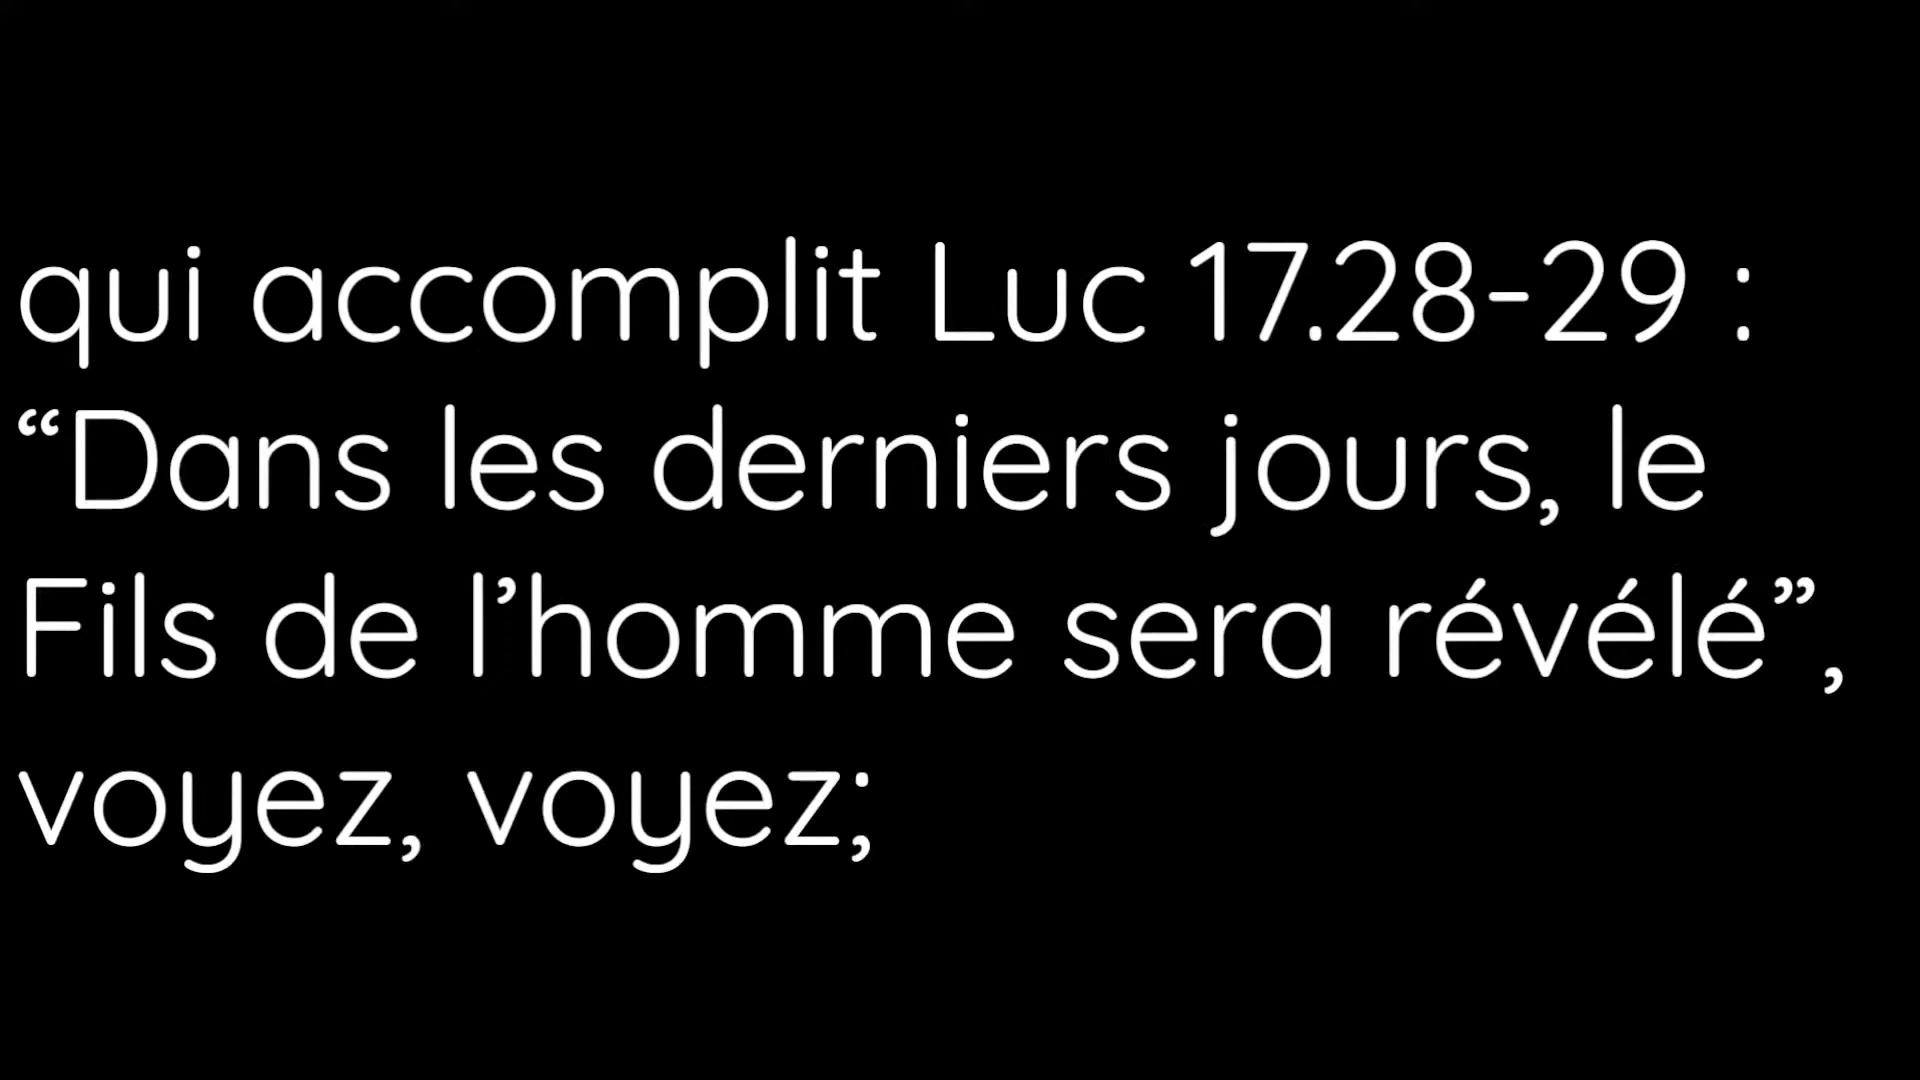 qui accomplit Luc 17.28-29 :
“Dans les derniers jours, le
Fils de l’homme sera révélé”,
voyez, voyez;